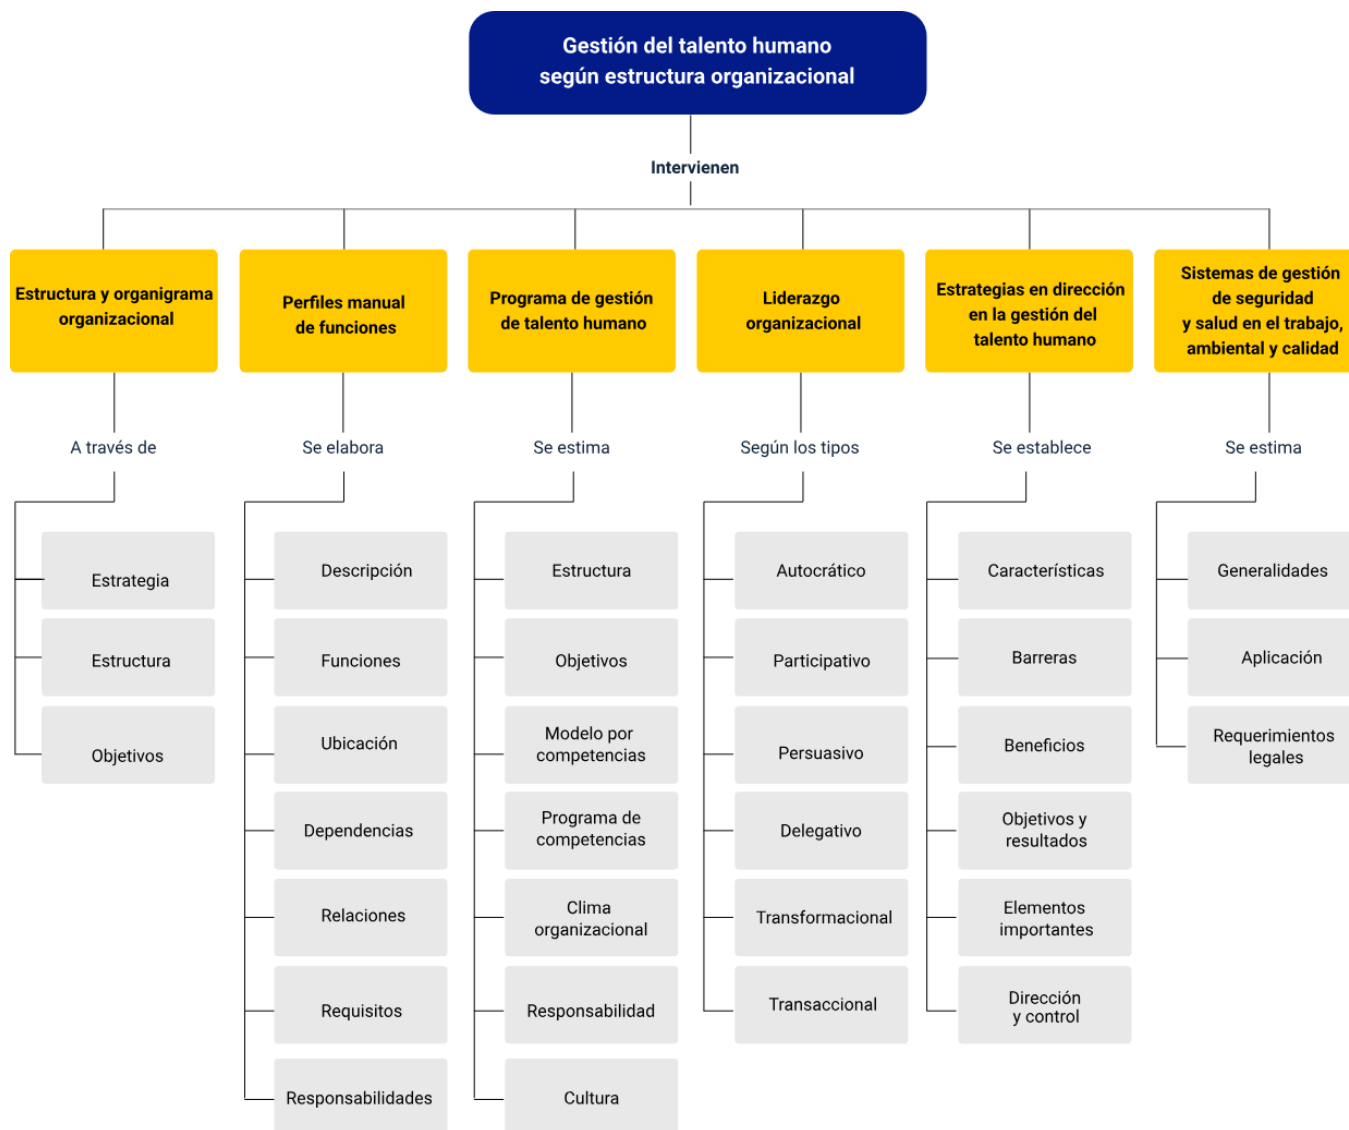 Gestión del talento humano
según estructura organizacional
Intervienen
Estructura y organigrama
organizacional
A través de
Estrategia
Estructura
Objetivos
Perfiles manual
de funciones
Se elabora
Descripción
Funciones
Ubicación
Dependencias
Relaciones
Requisitos
Responsabilidades
Programa de gestión
de talento humano
Se estima
Estructura
Objetivos
Modelo por
competencias
Programa de
competencias
Clima
organizacional
Responsabilidad
Cultura
Liderazgo
organizacional
Según los tipos
Autocrático
Participativo
Persuasivo
Delegativo
Transformacional
Transaccional
Estrategias en dirección
en la gestión del
talento humano
Se establece
Características
Barreras
Beneficios
Objetivos y
resultados
Elementos
importantes
Dirección
y control
Sistemas de gestión
de seguridad
y salud en el trabajo,
ambiental y calidad
Se estima
Generalidades
Aplicación
Requerimientos
legales